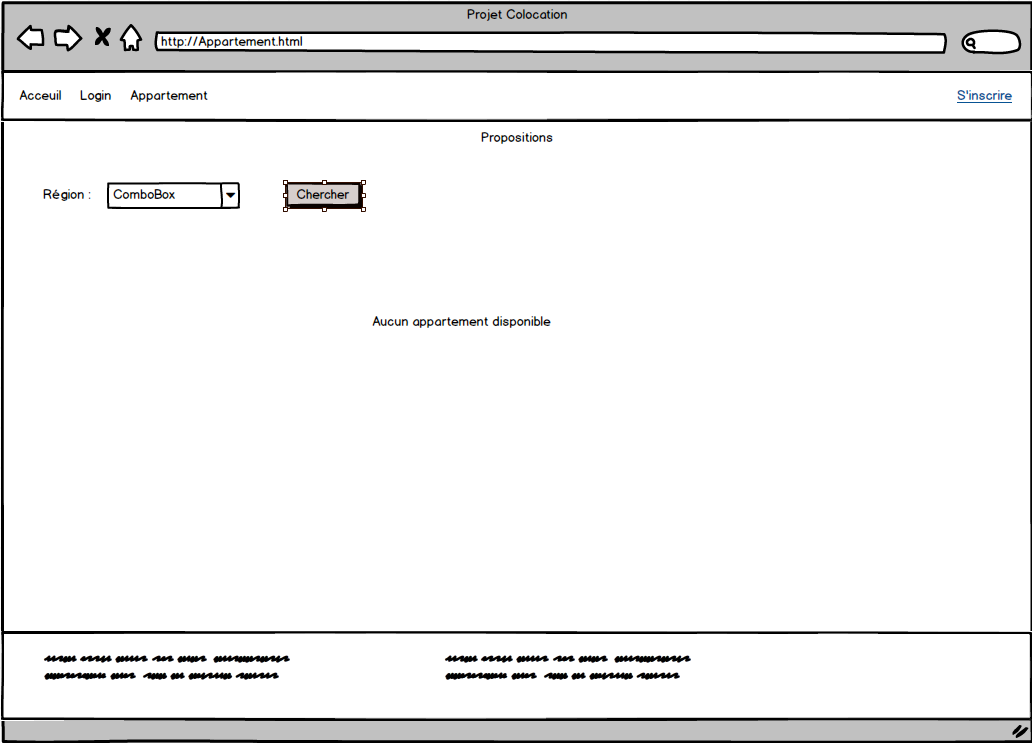 Projet Colocation
http://Appartement.html
Acceuil Login Appartement S'inscrire
Propositions
Région : ComboBox Chercher
Aucun appartement disponible